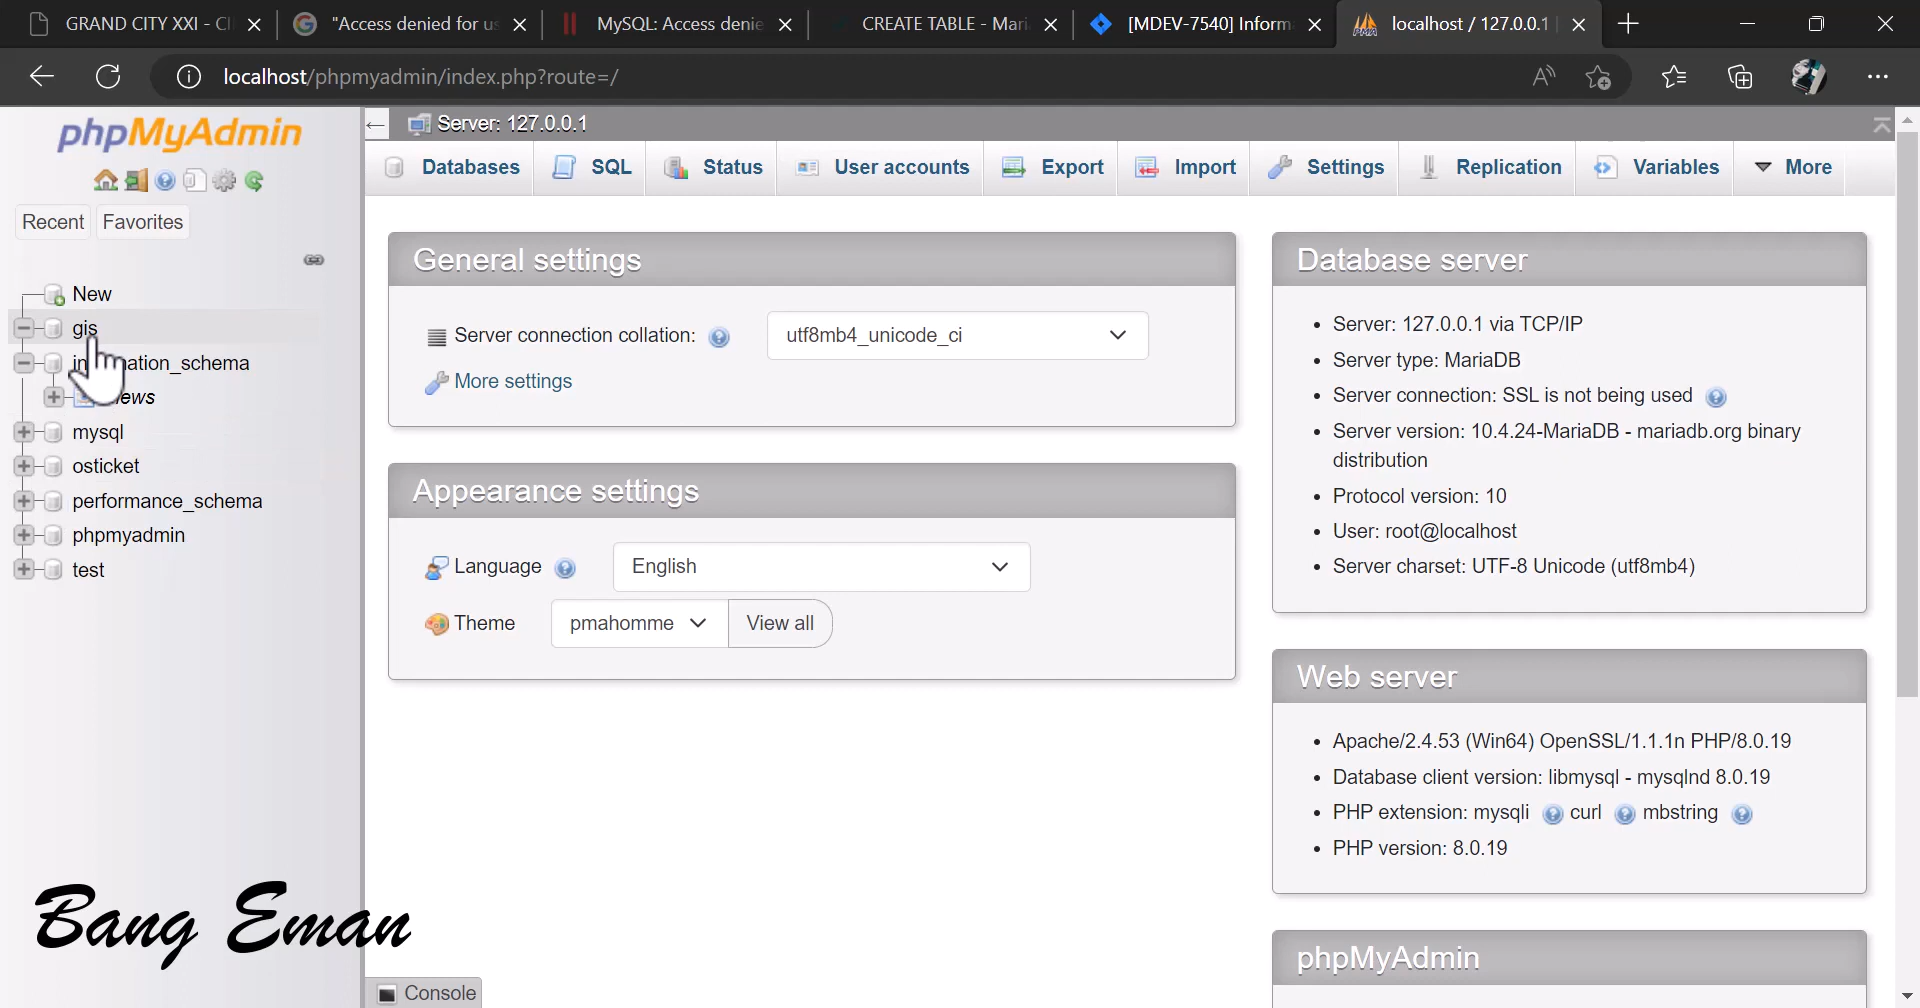 GRAND CITY XXI - CI
"Access denied for us
MySQL: Access denie
CREATE TABLE - Mari
[MDEV-7540] Inform
localhost / 127.0.0.1 |
localhost/phpmyadmin/index.php?route=/
phpMyAdmin
Recent
Favorites
New
gis
information_schema
mysql
osticket
performance_schema
phpmyadmin
test
Server: 127.0.0.1
Databases
SQL
Status
User accounts
Export
Import
Settings
Replication
Variables
More
General settings
Server connection collation:
utf8mb4_unicode_ci
More settings
Appearance settings
Language
English
Theme
pmahomme
View all
Database server
• Server: 127.0.0.1 via TCP/IP
• Server type: MariaDB
• Server connection: SSL is not being used
• Server version: 10.4.24-MariaDB - mariadb.org binary
distribution
• Protocol version: 10
• User: root@localhost
• Server charset: UTF-8 Unicode (utf8mb4)
Web server
• Apache/2.4.53 (Win64) OpenSSL/1.1.1n PHP/8.0.19
• Database client version: libmysql - mysqlnd 8.0.19
• PHP extension: mysqli curl mbstring
• PHP version: 8.0.19
phpMyAdmin
Console
Bang Eman